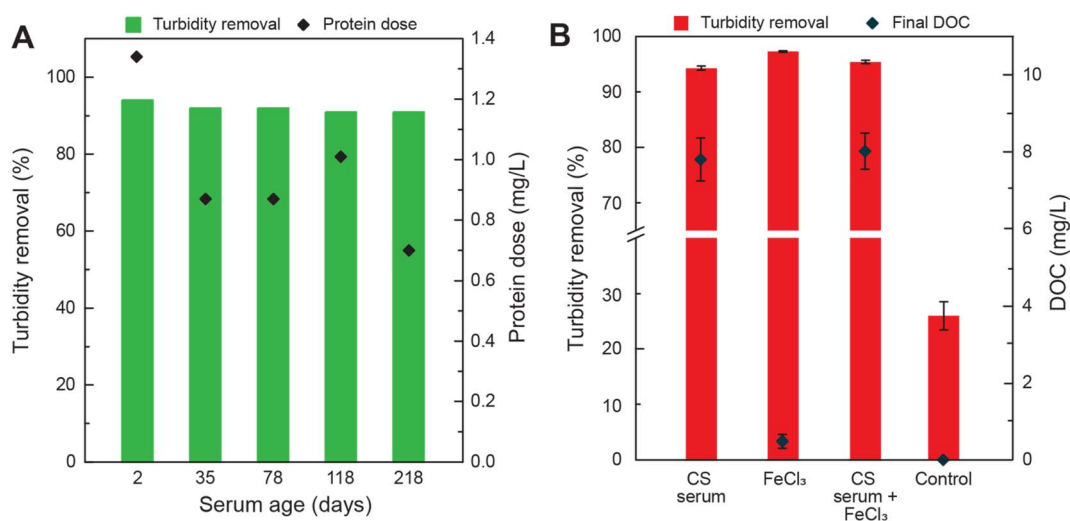 A
Turbidity removal
Protein dose
Turbidity removal (%)
100
80
60
40
20
0
1.4
1.2
1.0
0.8
0.6
0.4
0.2
0.0
Protein dose (mg/L)
2 35 78 118 218
Serum age (days)
B
Turbidity removal
Final DOC
Turbidity removal (%)
100
90
80
70
30
20
10
0
10
8
6
4
2
0
DOC (mg/L)
CS
serum
FeCl₃
CS
serum +
FeCl₃
Control